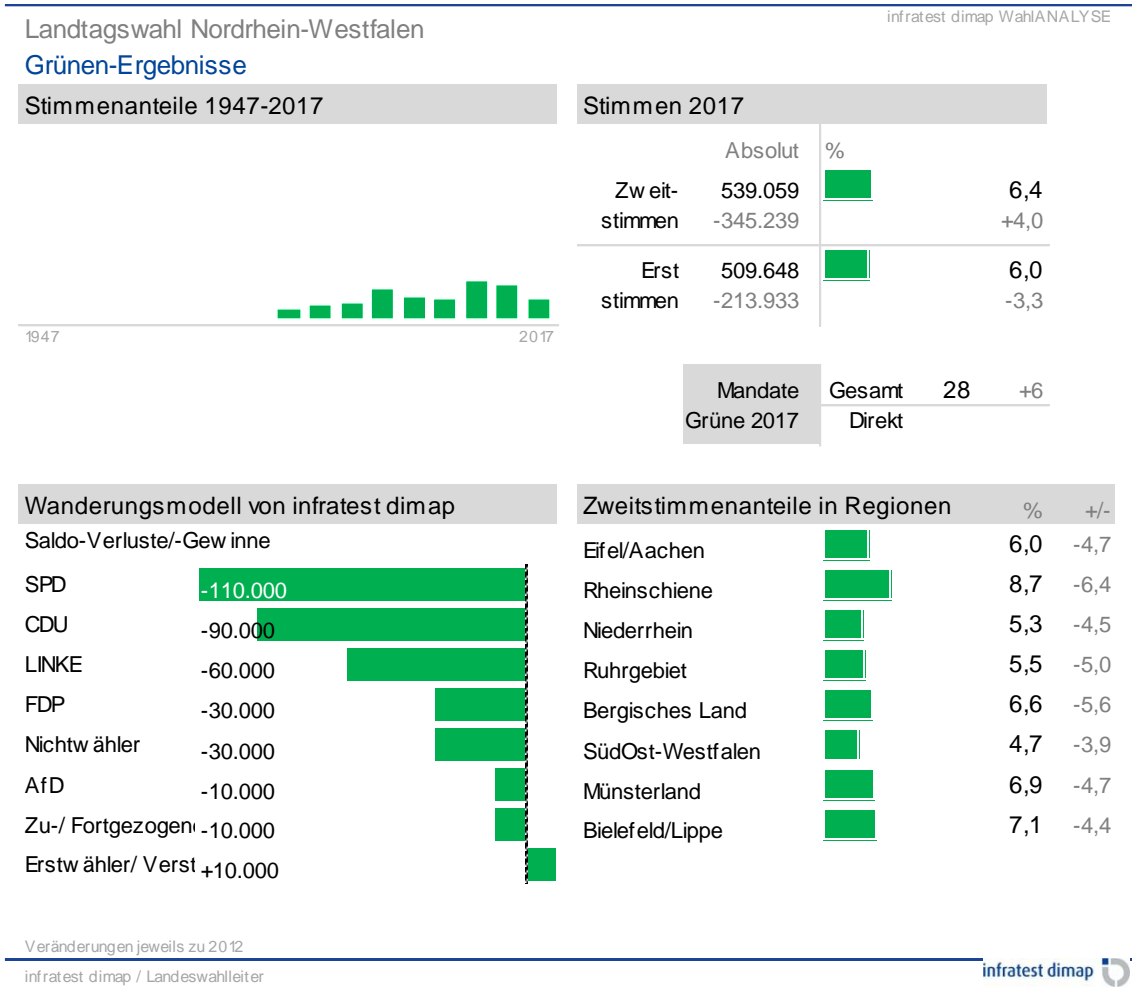 infratest dimap WahlANALYSE
Landtagswahl Nordrhein-Westfalen
Grünen-Ergebnisse
Stimmenanteile 1947-2017
1947 2017
Stimmen 2017
Absolut %
Zweit- 539.059 6,4
stimmen -345.239 +4,0
Erst 509.648 6,0
stimmen -213.933 -3,3
Mandate Gesamt 28 +6
Grüne 2017 Direkt
Wanderungsmodell von infratest dimap
Saldo-Verluste/-Gewinne
SPD -110.000
CDU -90.000
LINKE -60.000
FDP -30.000
Nichtwähler -30.000
AfD -10.000
Zu-/ Fortgezogen -10.000
Erstwähler/ Verst +10.000
Zweitstimmenanteile in Regionen % +/-
Eifel/Aachen 6,0 -4,7
Rheinschiene 8,7 -6,4
Niederrhein 5,3 -4,5
Ruhrgebiet 5,5 -5,0
Bergisches Land 6,6 -5,6
SüdOst-Westfalen 4,7 -3,9
Münsterland 6,9 -4,7
Bielefeld/Lippe 7,1 -4,4
Veränderungen jeweils zu 2012
infratest dimap / Landeswahlleiter
infratest dimap